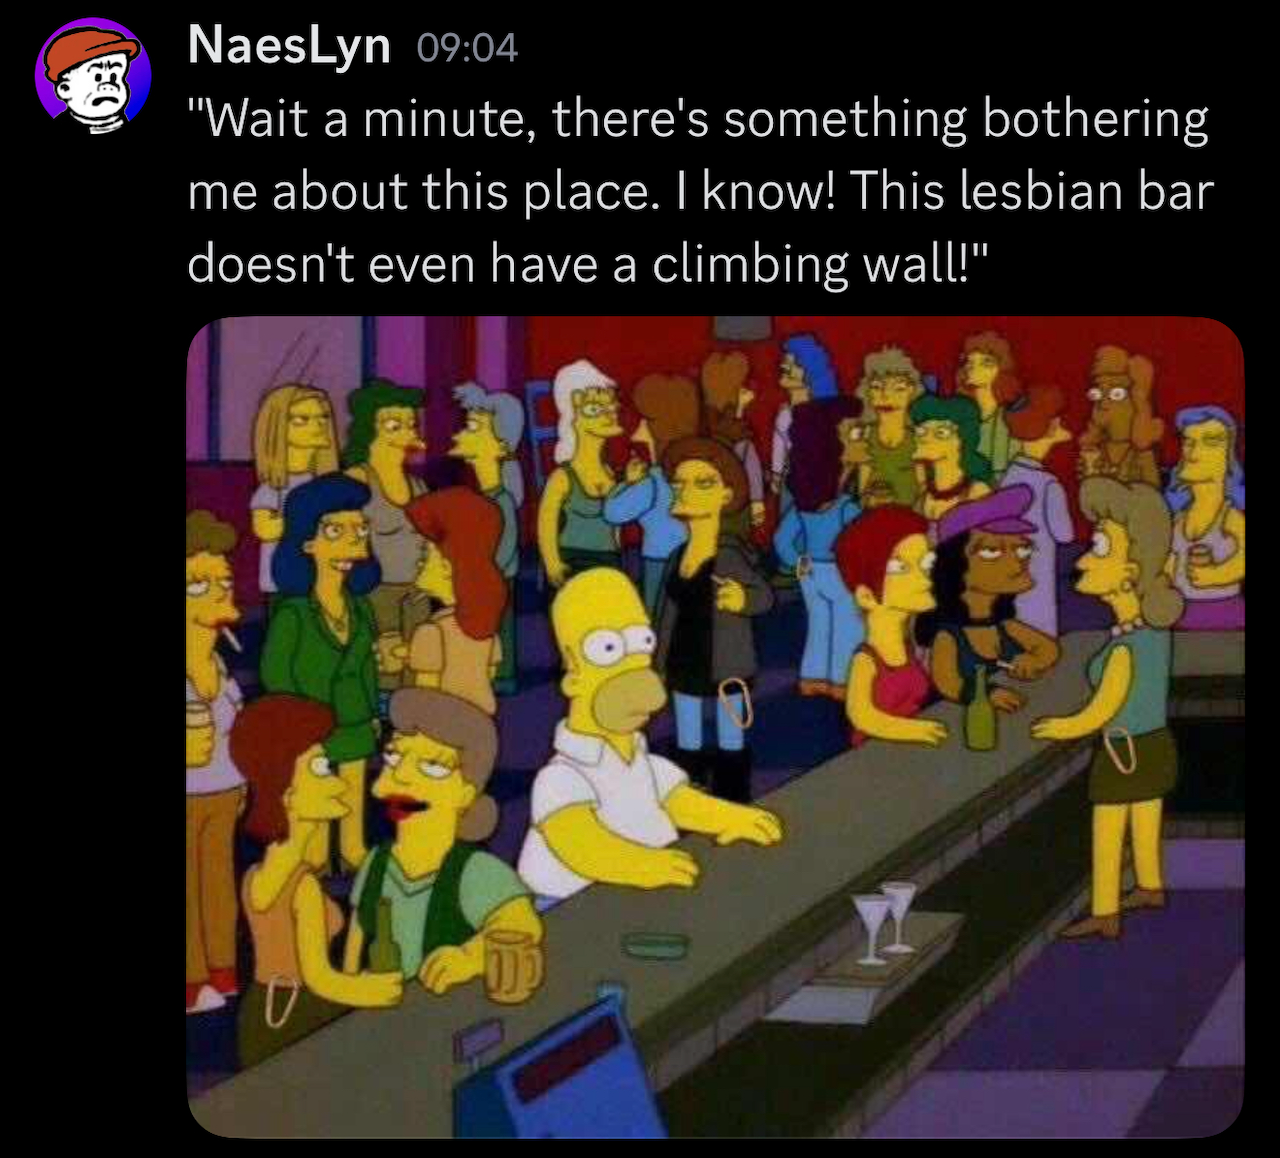 NaesLyn 09:04
"Wait a minute, there's something bothering
me about this place. I know! This lesbian bar
doesn't even have a climbing wall!"